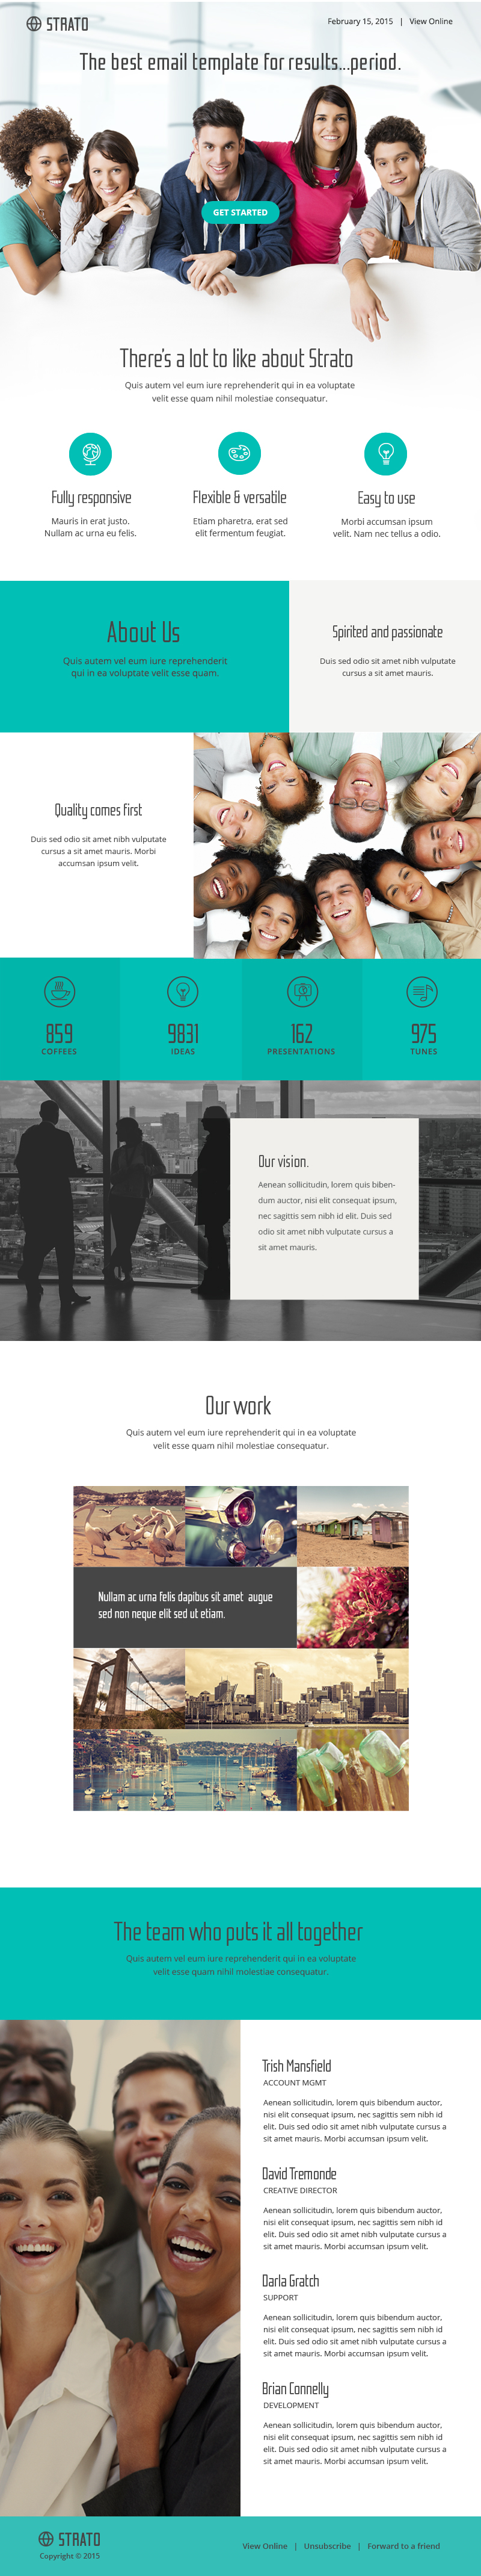 STRATO
February 15, 2015 | View Online
The best email template for results...period.
GET STARTED
There's a lot to like about Strato
Quis autem vel eum iure reprehenderit qui in ea voluptate
velit esse quam nihil molestiae consequatur.
Fully responsive
Mauris in erat justo.
Nullam ac urna eu felis.
Flexible & versatile
Etiam pharetra, erat sed
elit fermentum feugiat.
Easy to use
Morbi accumsan ipsum
velit. Nam nec tellus a odio.
About Us
Quis autem vel eum iure reprehenderit
qui in ea voluptate velit esse quam.
Spirited and passionate
Duis sed odio sit amet nibh vulputate
cursus a sit amet mauris.
Quality comes first
Duis sed odio sit amet nibh vulputate
cursus a sit amet mauris. Morbi
accumsan ipsum velit.
859
COFFEES
9831
IDEAS
162
PRESENTATIONS
975
TUNES
Our vision.
Aenean sollicitudin, lorem quis biben-
dum auctor, nisi elit consequat ipsum,
nec sagittis sem nibh id elit. Duis sed
odio sit amet nibh vulputate cursus a
sit amet mauris.
Our work
Quis autem vel eum iure reprehenderit qui in ea voluptate
velit esse quam nihil molestiae consequatur.
Nullam ac urna felis dapibus sit amet augue
sed non neque elit sed ut etiam.
The team who puts it all together
Quis autem vel eum iure reprehenderit qui in ea voluptate
velit esse quam nihil molestiae consequatur.
Trish Mansfield
ACCOUNT MGMT
Aenean sollicitudin, lorem quis bibendum auctor,
nisi elit consequat ipsum, nec sagittis sem nibh id
elit. Duis sed odio sit amet nibh vulputate cursus a
sit amet mauris. Morbi accumsan ipsum velit.
David Tremonde
CREATIVE DIRECTOR
Aenean sollicitudin, lorem quis bibendum auctor,
nisi elit consequat ipsum, nec sagittis sem nibh id
elit. Duis sed odio sit amet nibh vulputate cursus a
sit amet mauris. Morbi accumsan ipsum velit.
Darla Gratch
SUPPORT
Aenean sollicitudin, lorem quis bibendum auctor,
nisi elit consequat ipsum, nec sagittis sem nibh id
elit. Duis sed odio sit amet nibh vulputate cursus a
sit amet mauris. Morbi accumsan ipsum velit.
Brian Connelly
DEVELOPMENT
Aenean sollicitudin, lorem quis bibendum auctor,
nisi elit consequat ipsum, nec sagittis sem nibh id
elit. Duis sed odio sit amet nibh vulputate cursus a
sit amet mauris. Morbi accumsan ipsum velit.
STRATO
Copyright © 2015
View Online | Unsubscribe | Forward to a friend